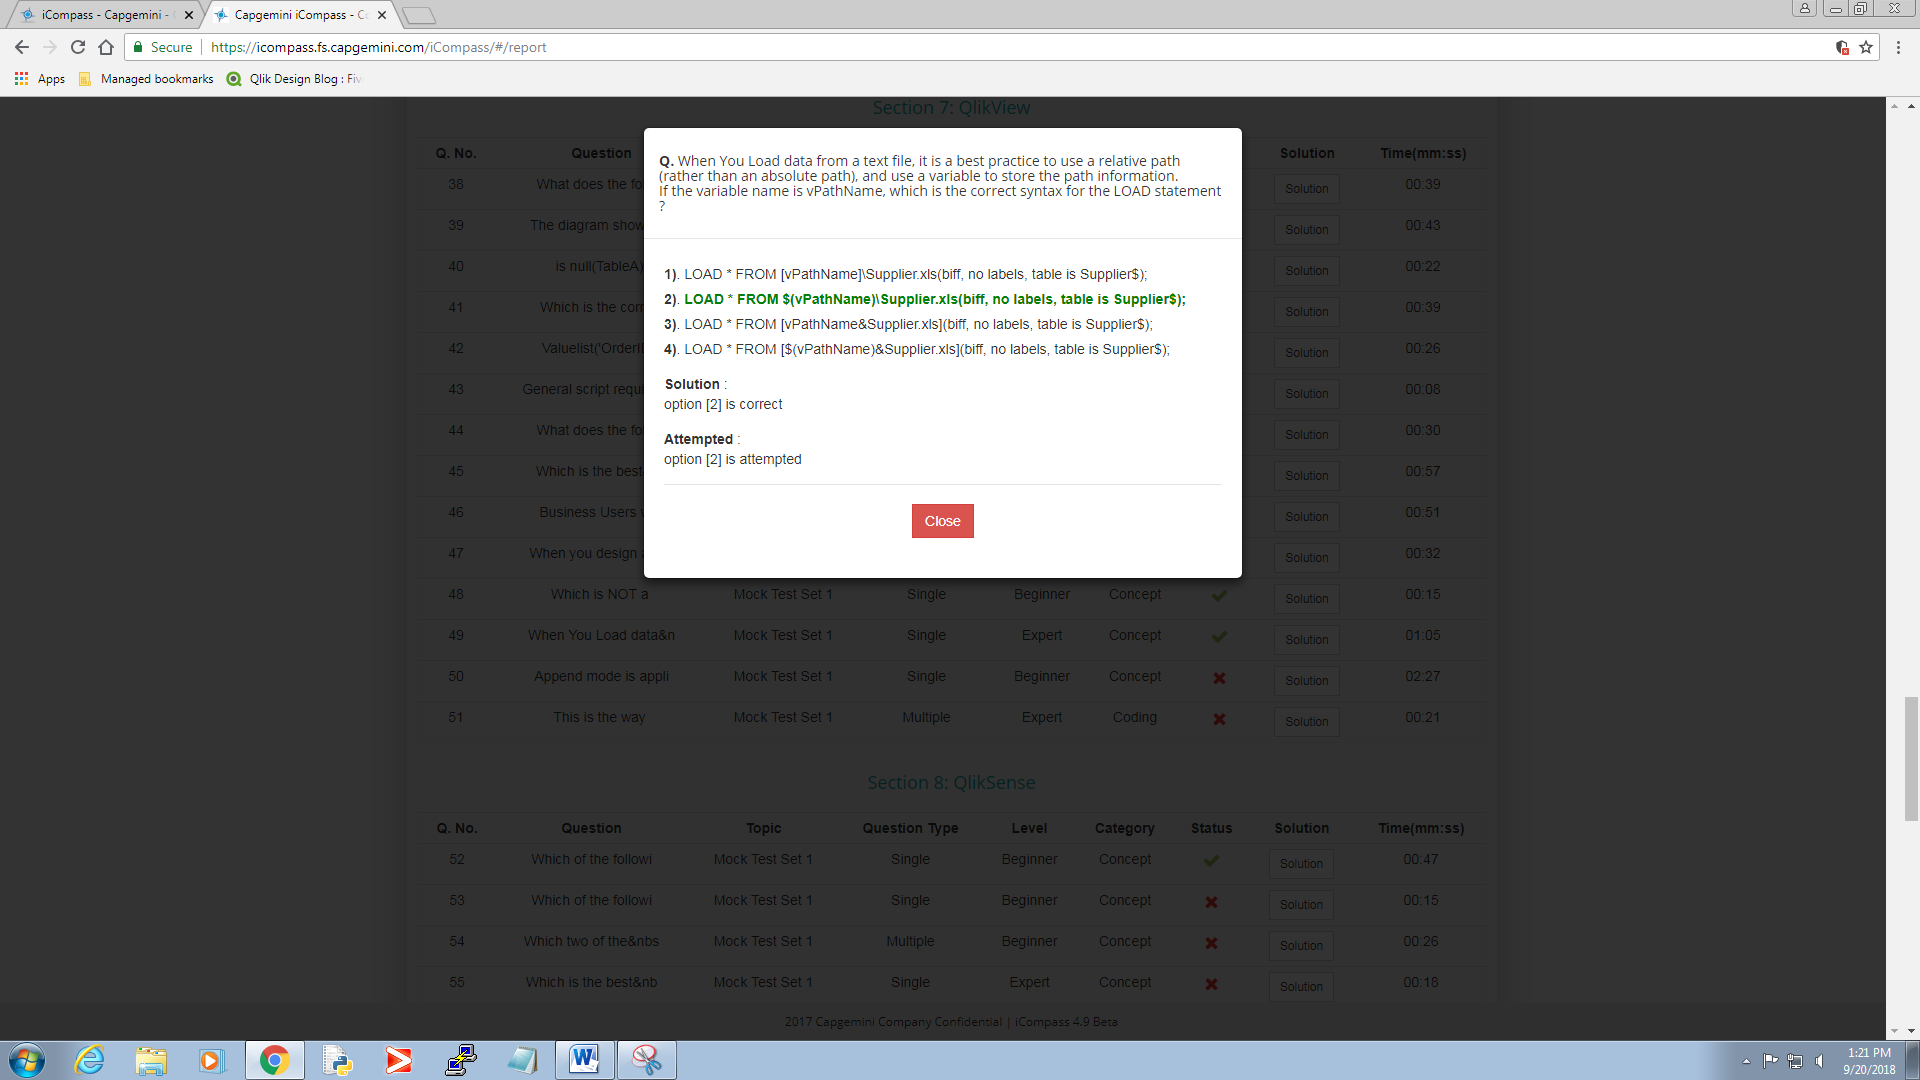 iCompass - Capgemini -
Capgemini iCompass - Co
Secure https://icompass.fs.capgemini.com/iCompass/#/report
Apps Managed bookmarks Qlik Design Blog : Fiv
Section 7: QlikView
Q. No. Question Solution Time(mm:ss)
38 What does the fo Solution 00:39
39 The diagram show Solution 00:43
40 is null(TableA) Solution 00:22
41 Which is the corr Solution 00:39
42 Valuelist('OrderI Solution 00:26
43 General script requi Solution 00:08
44 What does the fo Solution 00:30
45 Which is the best Solution 00:57
46 Business Users Solution 00:51
47 When you design Solution 00:32
48 Which is NOT a Mock Test Set 1 Single Beginner Concept Solution 00:15
49 When You Load data&n Mock Test Set 1 Single Expert Concept Solution 01:05
50 Append mode is appli Mock Test Set 1 Single Beginner Concept Solution 02:27
51 This is the way Mock Test Set 1 Multiple Expert Coding Solution 00:21
Q. When You Load data from a text file, it is a best practice to use a relative path
(rather than an absolute path), and use a variable to store the path information.
If the variable name is vPathName, which is the correct syntax for the LOAD statement
?
1). LOAD * FROM [vPathName]\Supplier.xls(biff, no labels, table is Supplier$);
2). LOAD * FROM $(vPathName)\Supplier.xls(biff, no labels, table is Supplier$);
3). LOAD * FROM [vPathName&Supplier.xls](biff, no labels, table is Supplier$);
4). LOAD * FROM [$(vPathName)&Supplier.xls](biff, no labels, table is Supplier$);
Solution :
option [2] is correct
Attempted :
option [2] is attempted
Close
Section 8: QlikSense
Q. No. Question Topic Question Type Level Category Status Solution Time(mm:ss)
52 Which of the followi Mock Test Set 1 Single Beginner Concept Solution 00:47
53 Which of the followi Mock Test Set 1 Single Beginner Concept Solution 00:15
54 Which two of the&nbs Mock Test Set 1 Multiple Beginner Concept Solution 00:26
55 Which is the best&nb Mock Test Set 1 Single Expert Concept Solution 00:18
2017 Capgemini Company Confidential | iCompass 4.9 Beta
1:21 PM
9/20/2018